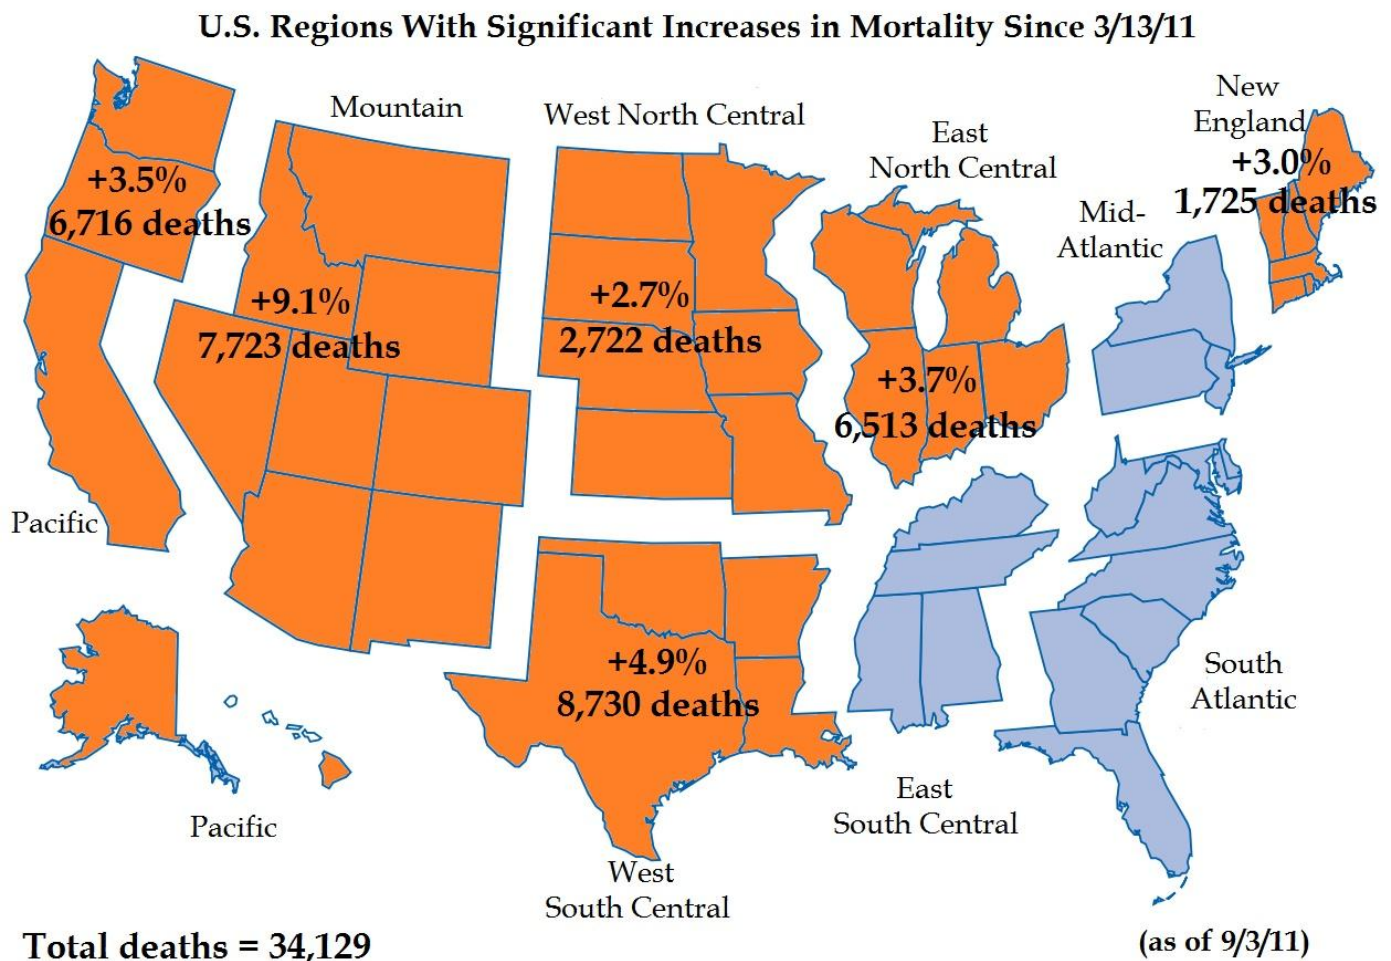 U.S. Regions With Significant Increases in Mortality Since 3/13/11
Mountain
West North Central
East
North Central
New
England
+3.0%
1,725 deaths
Mid-
Atlantic
+3.5%
6,716 deaths
+9.1%
7,723 deaths
+2.7%
2,722 deaths
+3.7%
6,513 deaths
Pacific
+4.9%
8,730 deaths
South
Atlantic
Pacific
East
South Central
West
South Central
Total deaths = 34,129
(as of 9/3/11)